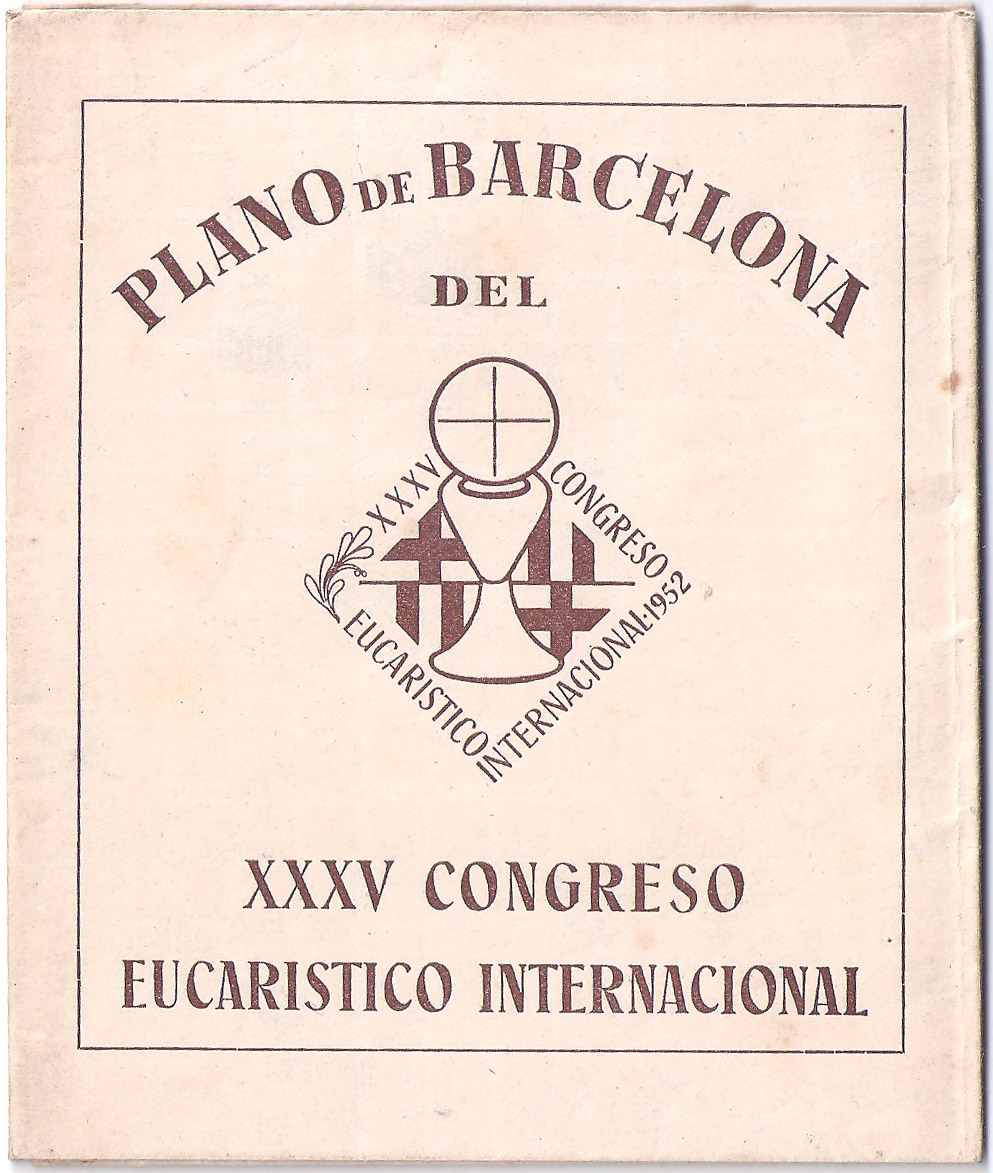 PLANO DE BARCELONA
DEL
XXXV
CONGRESO
EUCARISTICO
INTERNACIONAL·1952
XXXV CONGRESO
EUCARISTICO INTERNACIONAL